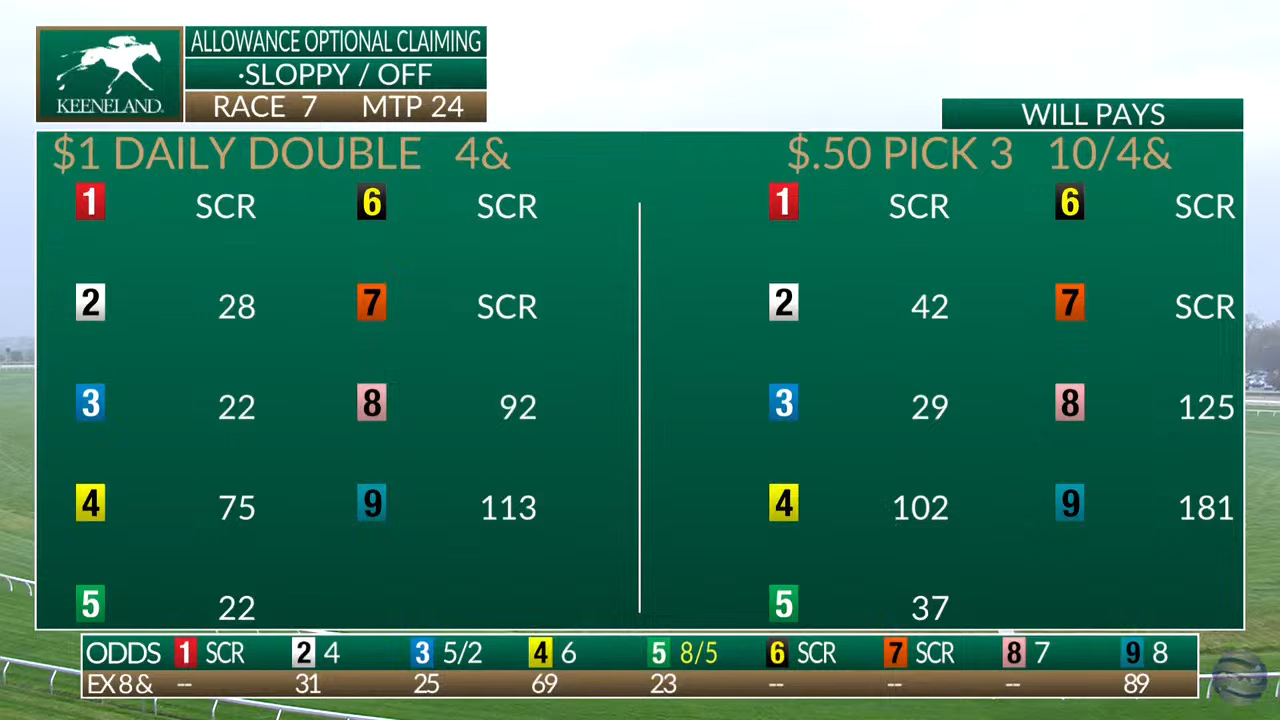 ALLOWANCE OPTIONAL CLAIMING
·SLOPPY / OFF
KEENELAND
RACE 7 MTP 24
WILL PAYS
$1 DAILY DOUBLE 4& $.50 PICK 3 10/4&
1 SCR 6 SCR 1 SCR 6 SCR
2 28 7 SCR 2 42 7 SCR
3 22 8 92 3 29 8 125
4 75 9 113 4 102 9 181
5 22 5 37
ODDS 1 SCR 2 4 3 5/2 4 6 5 8/5 6 SCR 7 SCR 8 7 9 8
EX 8 & -- 31 25 69 23 -- -- -- 89